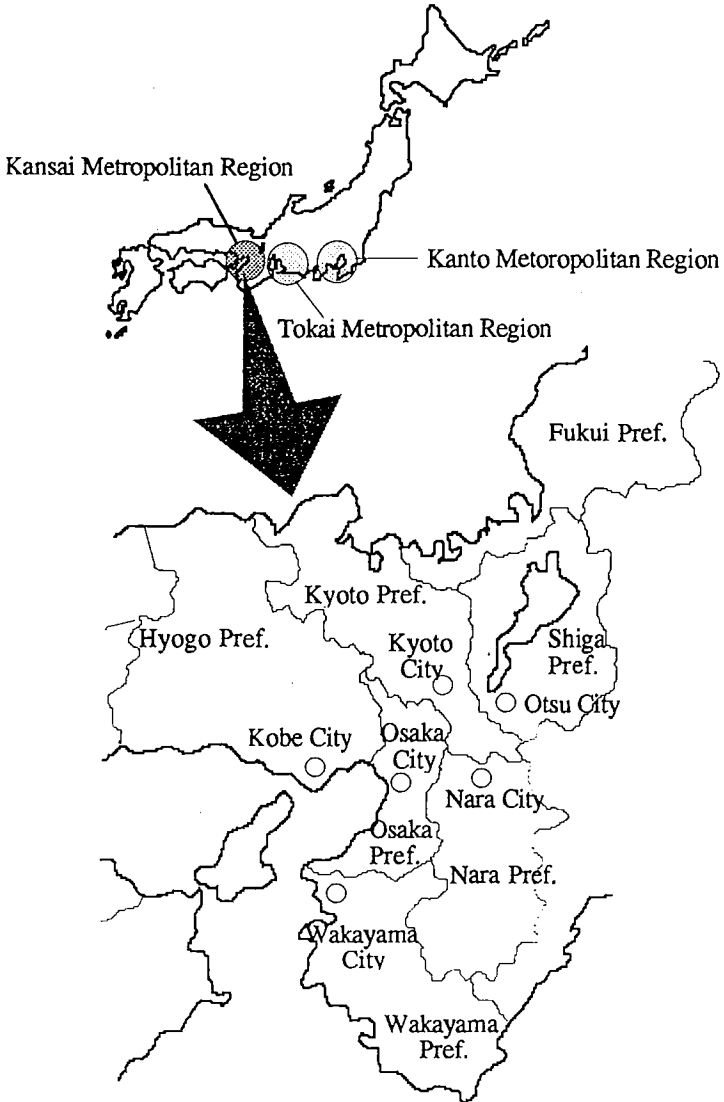 Kansai Metropolitan Region
Kanto Metoropolitan Region
Tokai Metropolitan Region
Fukui Pref.
Kyoto Pref.
Hyogo Pref.
Kyoto
City
Shiga
Pref.
Otsu City
Kobe City
Osaka
City
Nara City
Osaka
Pref.
Nara Pref.
Wakayama
City
Wakayama
Pref.